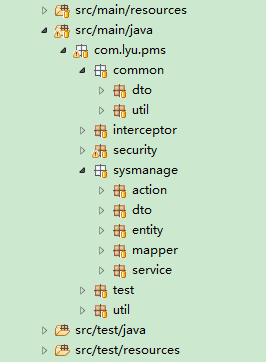 src/main/resources
src/main/java
com.lyu.pms
common
dto
util
interceptor
security
sysmanage
action
dto
entity
mapper
service
test
util
src/test/java
src/test/resources